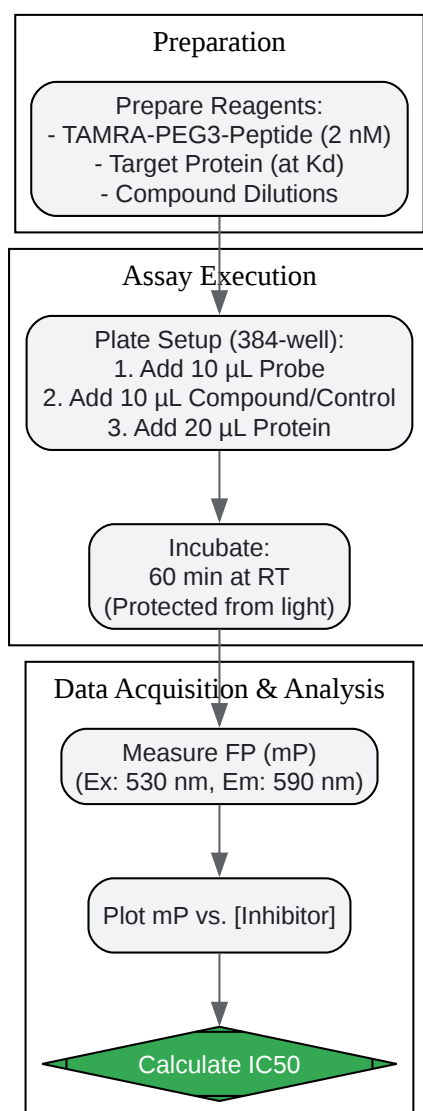 Preparation
Prepare Reagents:
- TAMRA-PEG3-Peptide (2 nM)
- Target Protein (at Kd)
- Compound Dilutions
Assay Execution
Plate Setup (384-well):
1. Add 10 µL Probe
2. Add 10 µL Compound/Control
3. Add 20 µL Protein
Incubate:
60 min at RT
(Protected from light)
Data Acquisition & Analysis
Measure FP (mP)
(Ex: 530 nm, Em: 590 nm)
Plot mP vs. [Inhibitor]
Calculate IC50